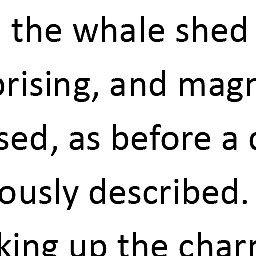 the whale shed
prising, and magn
sed, as before a c
ously described.
king up the charr